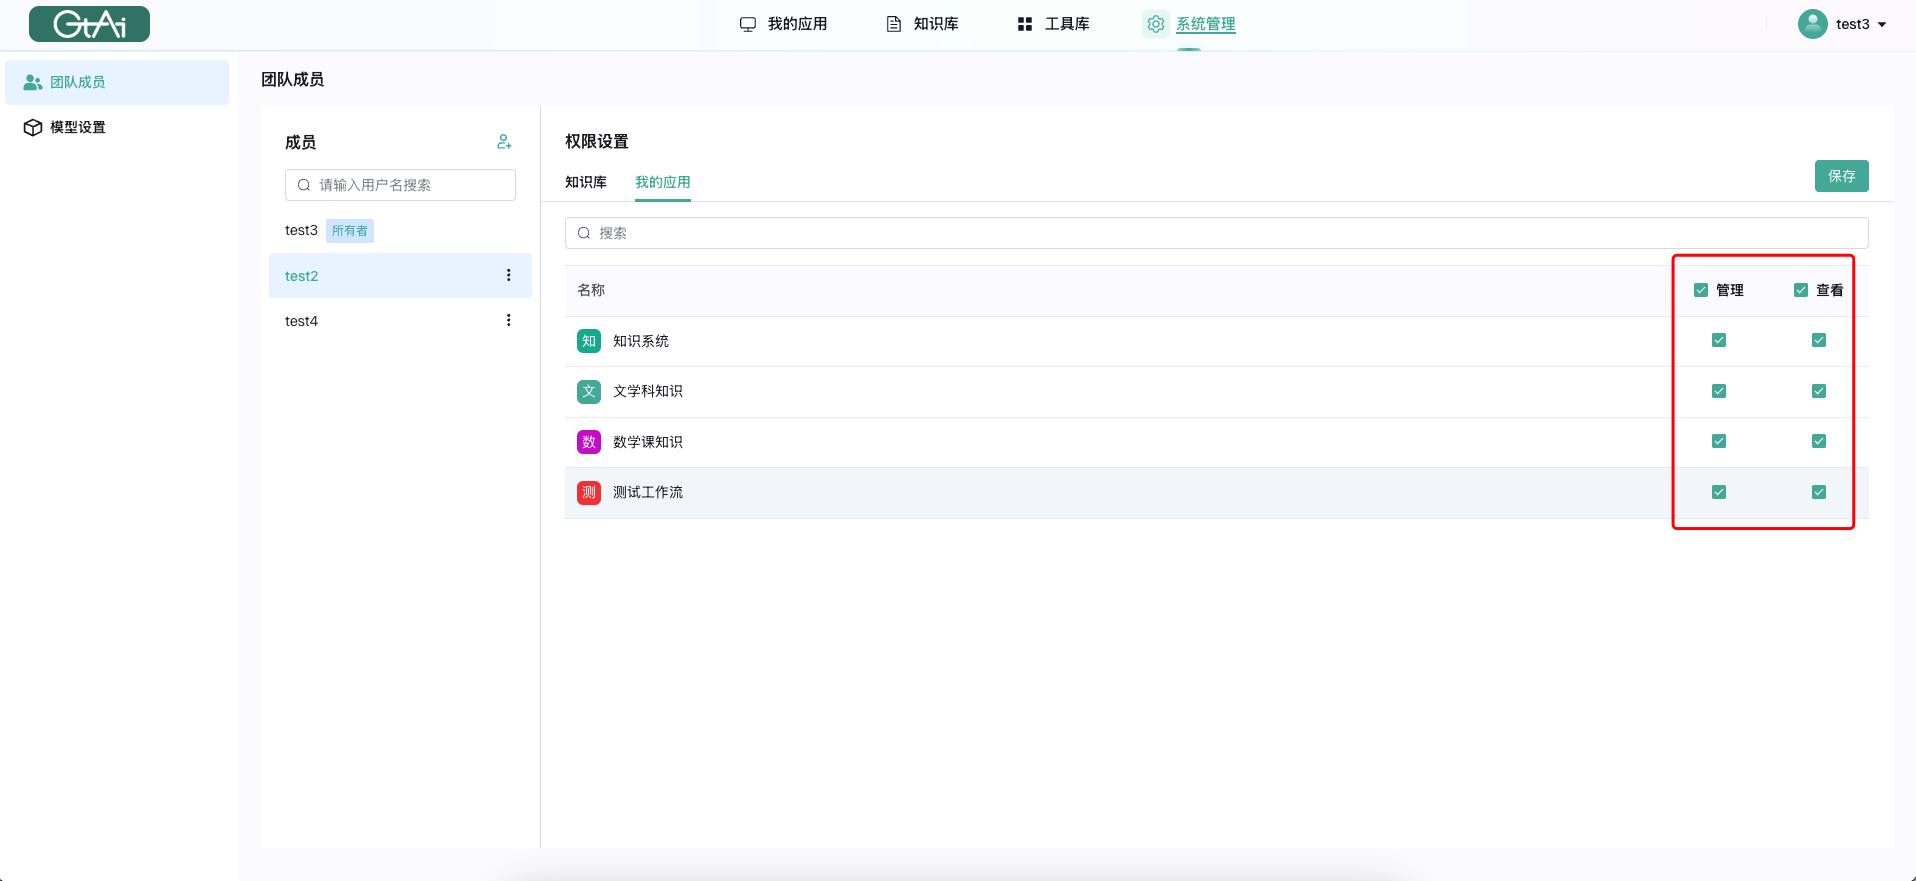 GtAi
我的应用
知识库
工具库
系统管理
test3
团队成员
模型设置
团队成员
成员
请输入用户名搜索
test3 所有者
test2
test4
权限设置
知识库 我的应用
保存
搜索
名称 管理 查看
知 知识系统
文 文学科知识
数 数学课知识
测 测试工作流